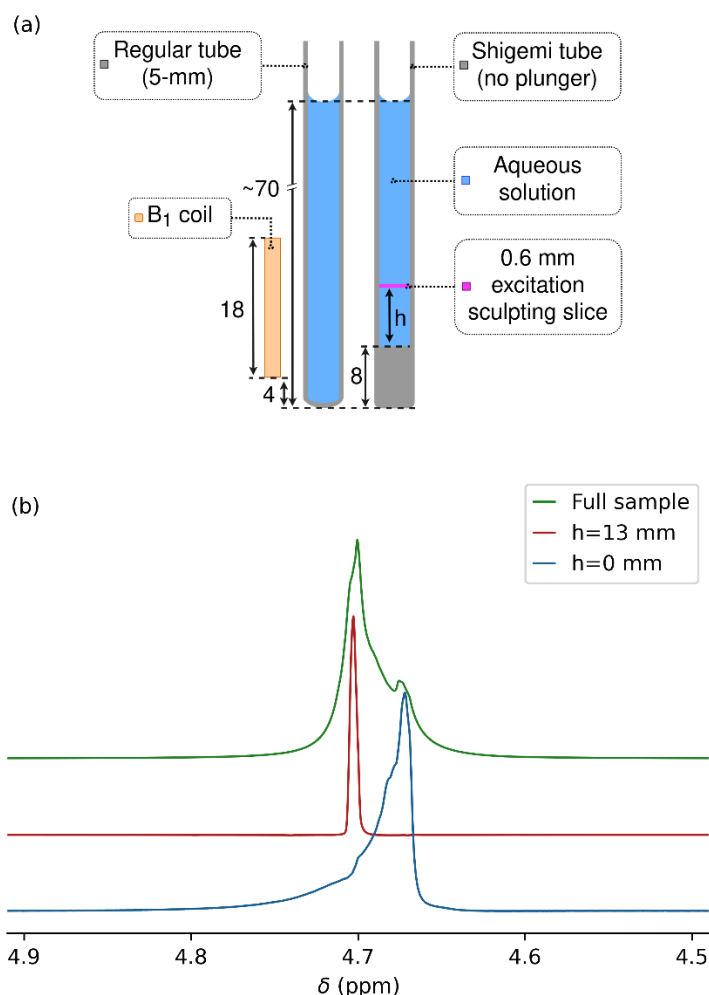 (a)
Regular tube
(5-mm)
Shigemi tube
(no plunger)
~70
Aqueous
solution
B1 coil
0.6 mm
excitation
sculpting slice
18
h
8
4
(b)
Full sample
h=13 mm
h=0 mm
4.9
4.8
4.7
4.6
4.5
δ (ppm)